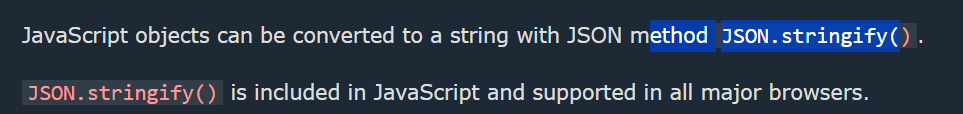 JavaScript objects can be converted to a string with JSON method JSON.stringify().
JSON.stringify() is included in JavaScript and supported in all major browsers.